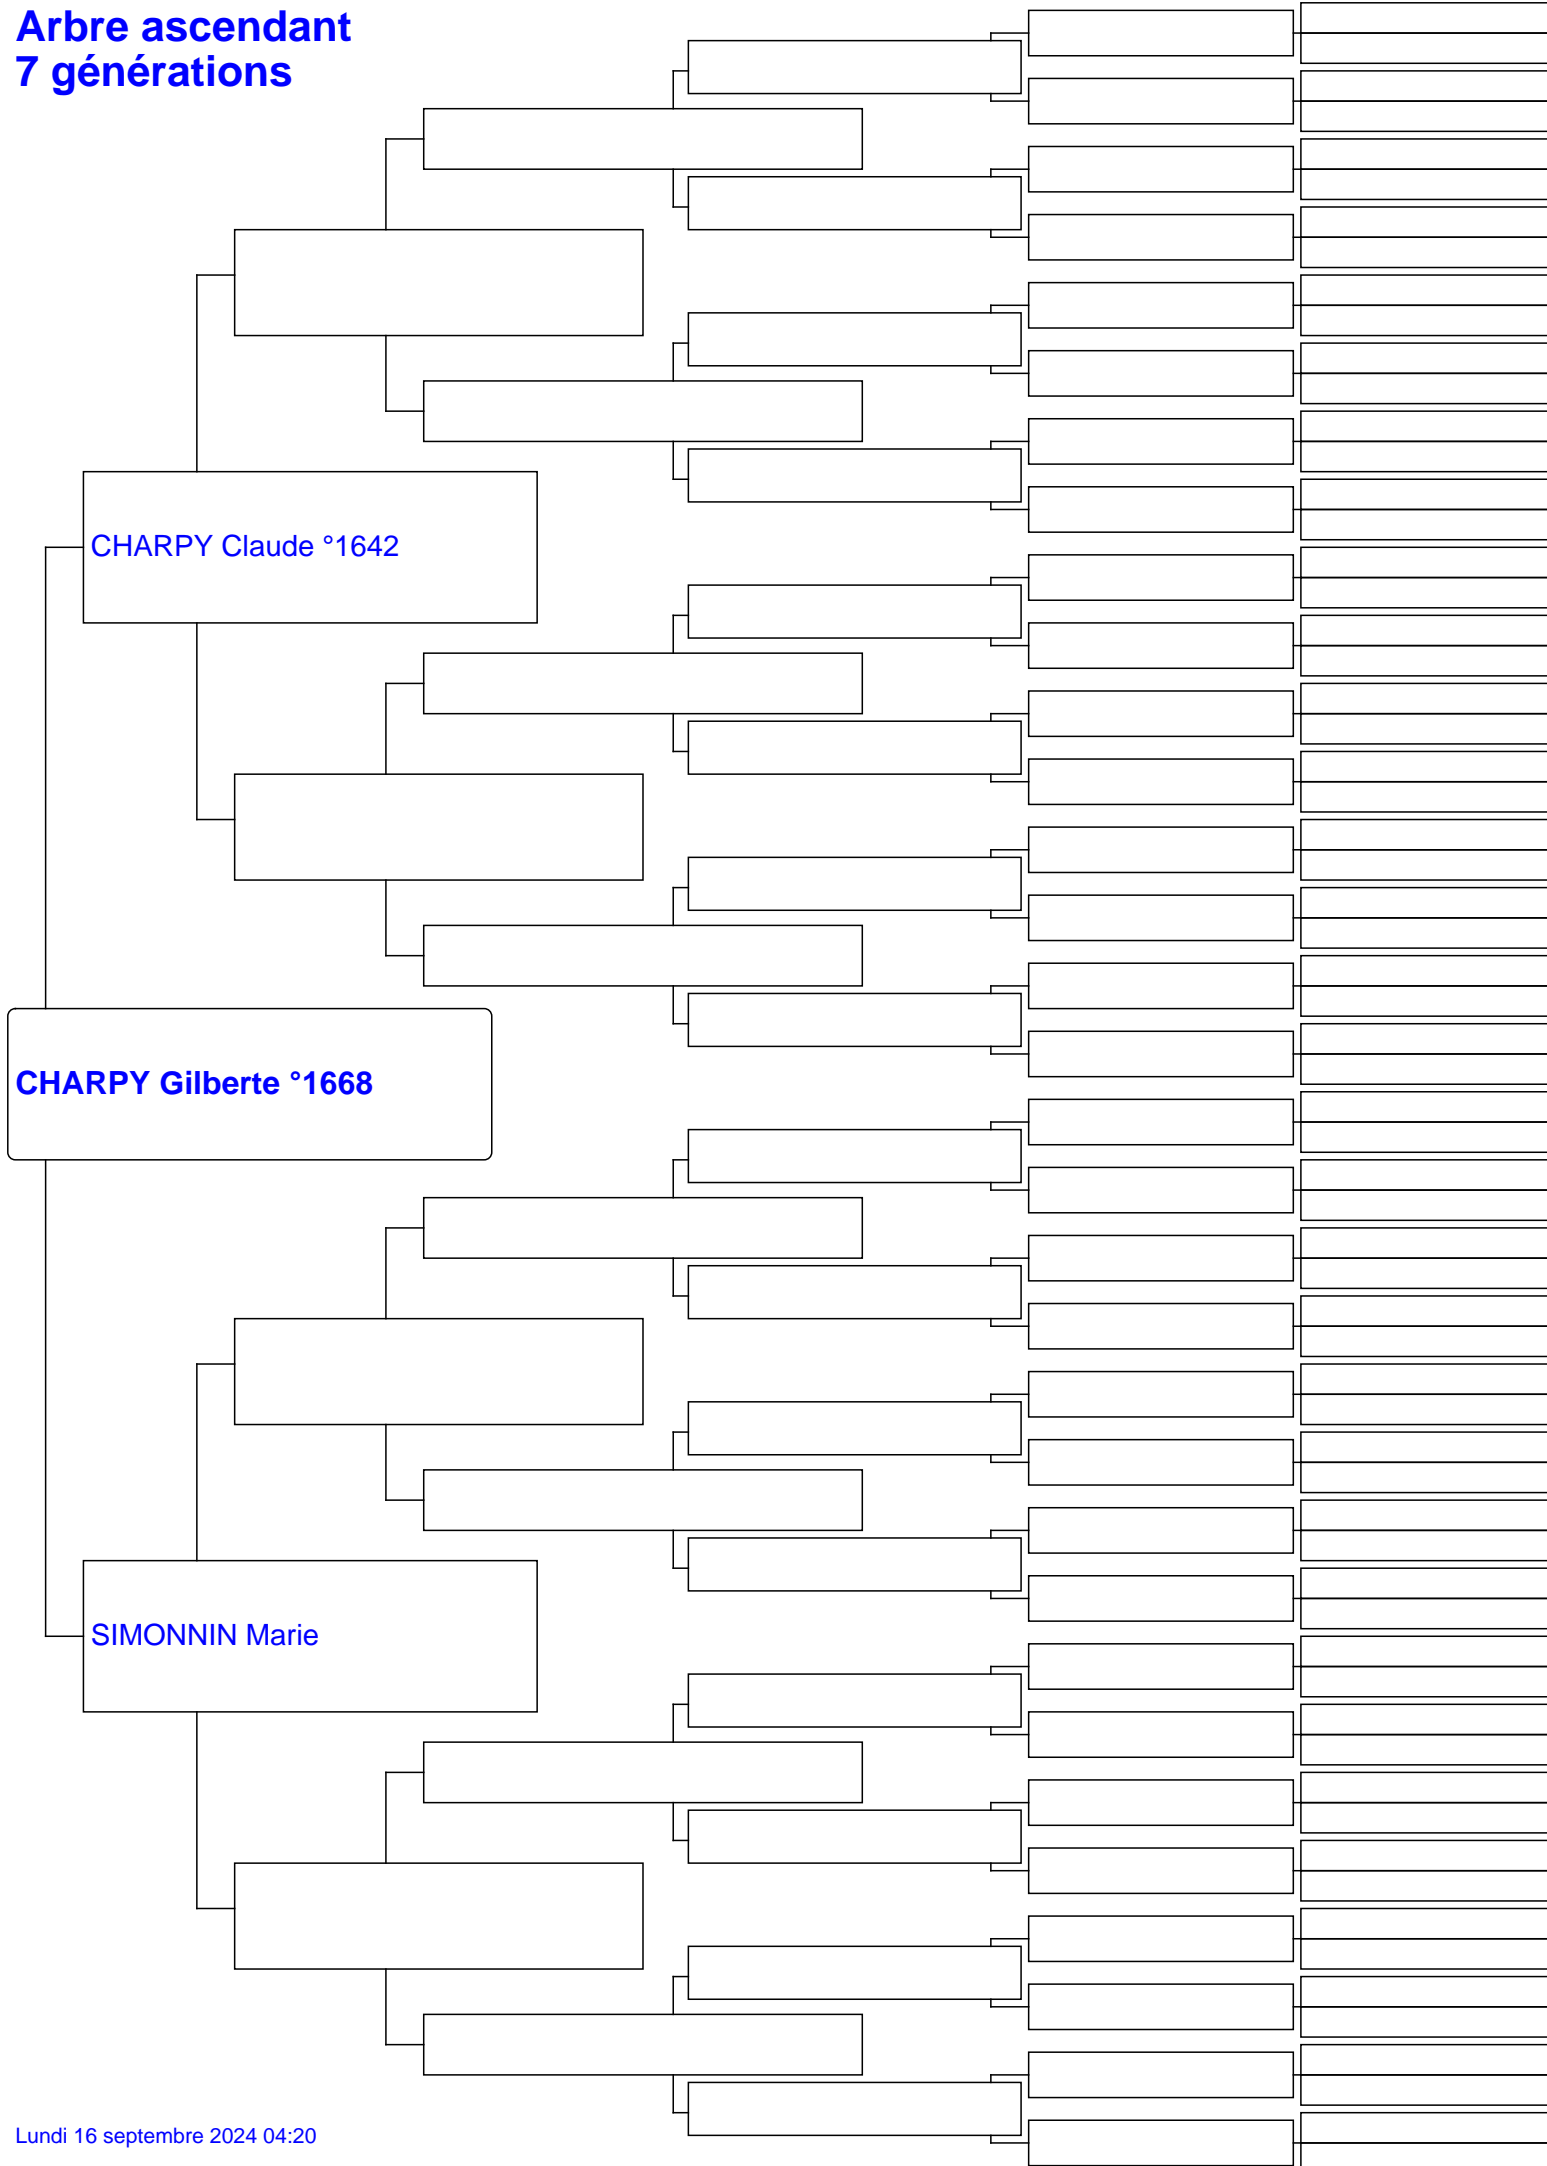 Arbre ascendant
7 générations
CHARPY Claude °1642
CHARPY Gilberte °1668
SIMONNIN Marie
Lundi 16 septembre 2024 04:20